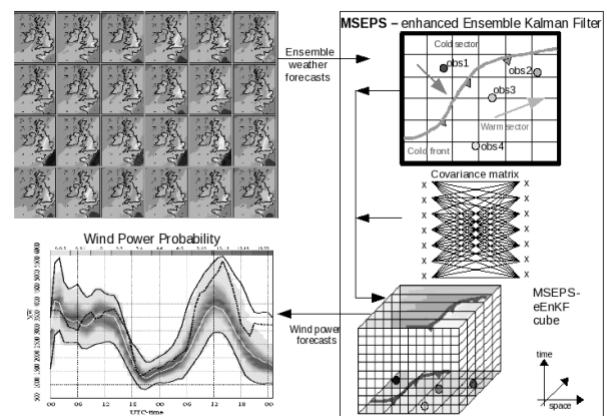 MSEPS – enhanced Ensemble Kalman Filter
Ensemble
weather
forecasts
Cold sector
obs1
obs2
obs3
Warm sector
Cold front
obs4
Covariance matrix
X X
X X
X X
X X
X X
X X
X X
MSEPS-
eEnKF
cube
time
space
Wind power
forecasts
Wind Power Probability
00 06 12 18 00 06 12 18 00
UTC-time